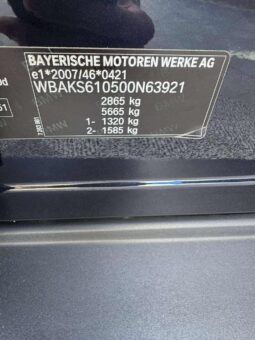 BAYERISCHE MOTOREN WERKE AG
e1*2007/46*0421
WBAKS610500N63921
2865 kg
5665 kg
1- 1320 kg
2- 1585 kg